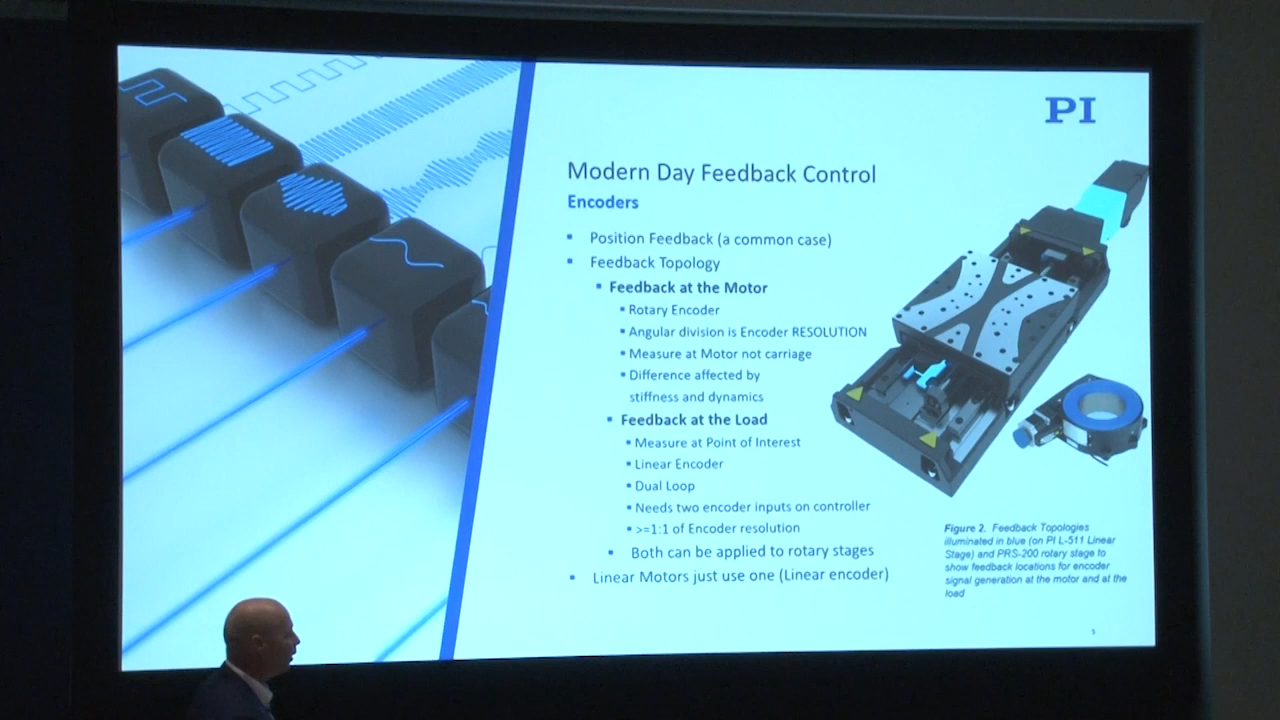 PI
Modern Day Feedback Control
Encoders
▪ Position Feedback (a common case)
▪ Feedback Topology
▪ Feedback at the Motor
▪ Rotary Encoder
▪ Angular division is Encoder RESOLUTION
▪ Measure at Motor not carriage
▪ Difference affected by
stiffness and dynamics
▪ Feedback at the Load
▪ Measure at Point of Interest
▪ Linear Encoder
▪ Dual Loop
▪ Needs two encoder inputs on controller
▪ >=1:1 of Encoder resolution
▪ Both can be applied to rotary stages
▪ Linear Motors just use one (Linear encoder)
Figure 2. Feedback Topologies
illuminated in blue (on PI L-511 Linear
Stage) and PRS-200 rotary stage to
show feedback locations for encoder
signal generation at the motor and at the
load